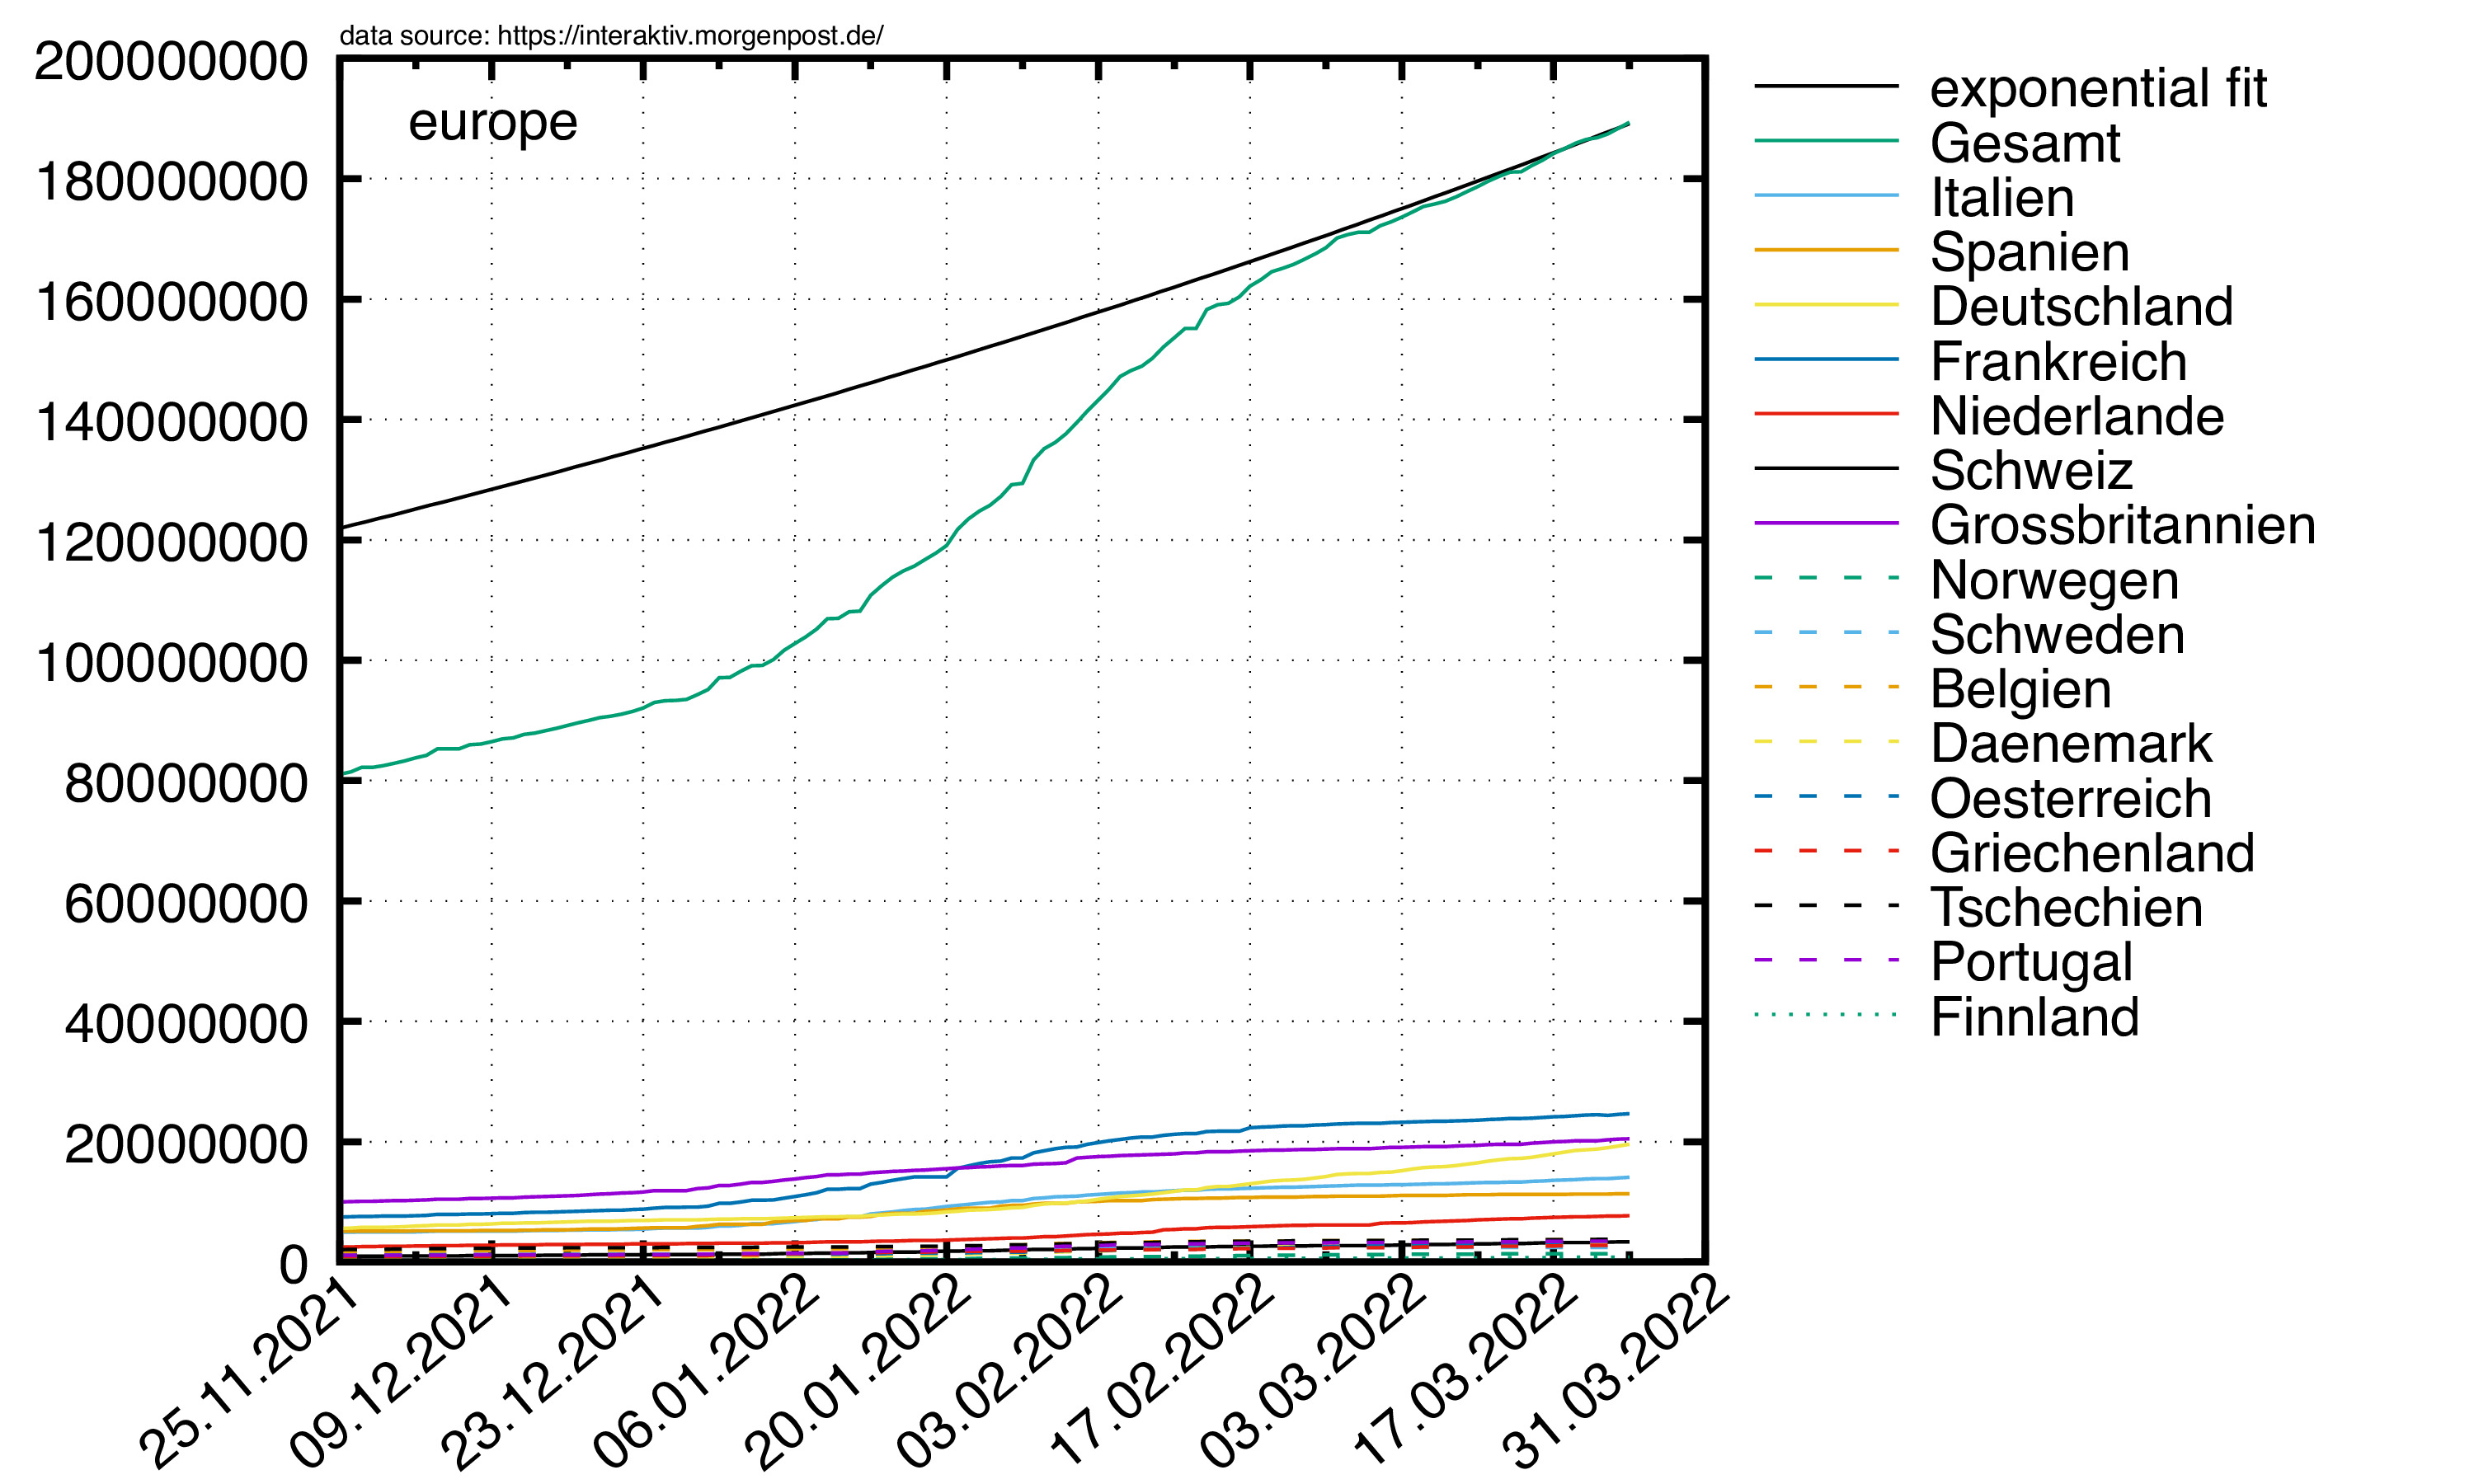 data source: https://interaktiv.morgenpost.de/
europe
200000000
180000000
160000000
140000000
120000000
100000000
80000000
60000000
40000000
20000000
0
25.11.2021
09.12.2021
23.12.2021
06.01.2022
20.01.2022
03.02.2022
17.02.2022
03.03.2022
17.03.2022
31.03.2022
exponential fit
Gesamt
Italien
Spanien
Deutschland
Frankreich
Niederlande
Schweiz
Grossbritannien
Norwegen
Schweden
Belgien
Daenemark
Oesterreich
Griechenland
Tschechien
Portugal
Finnland